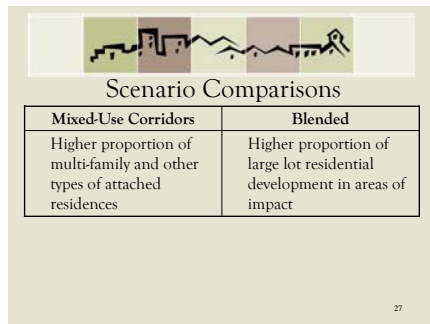 Scenario Comparisons
Mixed-Use Corridors
Higher proportion of
multi-family and other
types of attached
residences
Blended
Higher proportion of
large lot residential
development in areas of
impact
27